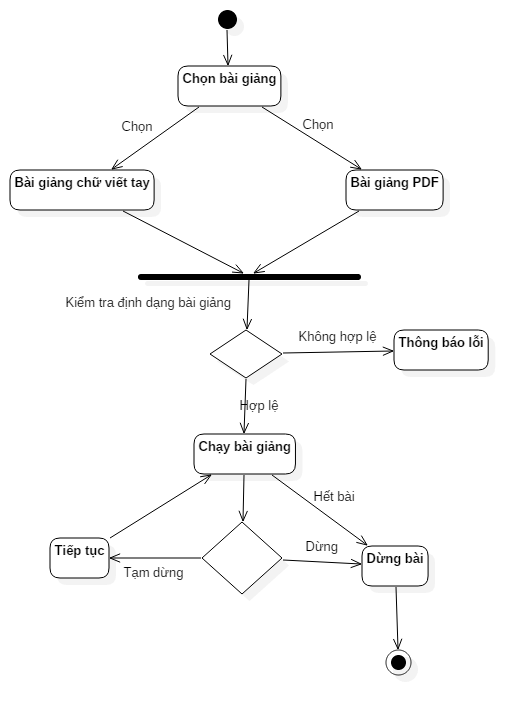 Chọn bài giảng
Chọn
Chọn
Bài giảng chữ viết tay
Bài giảng PDF
Kiểm tra định dạng bài giảng
Không hợp lệ
Thông báo lỗi
Hợp lệ
Chạy bài giảng
Hết bài
Tiếp tục
Dừng
Dừng bài
Tạm dừng